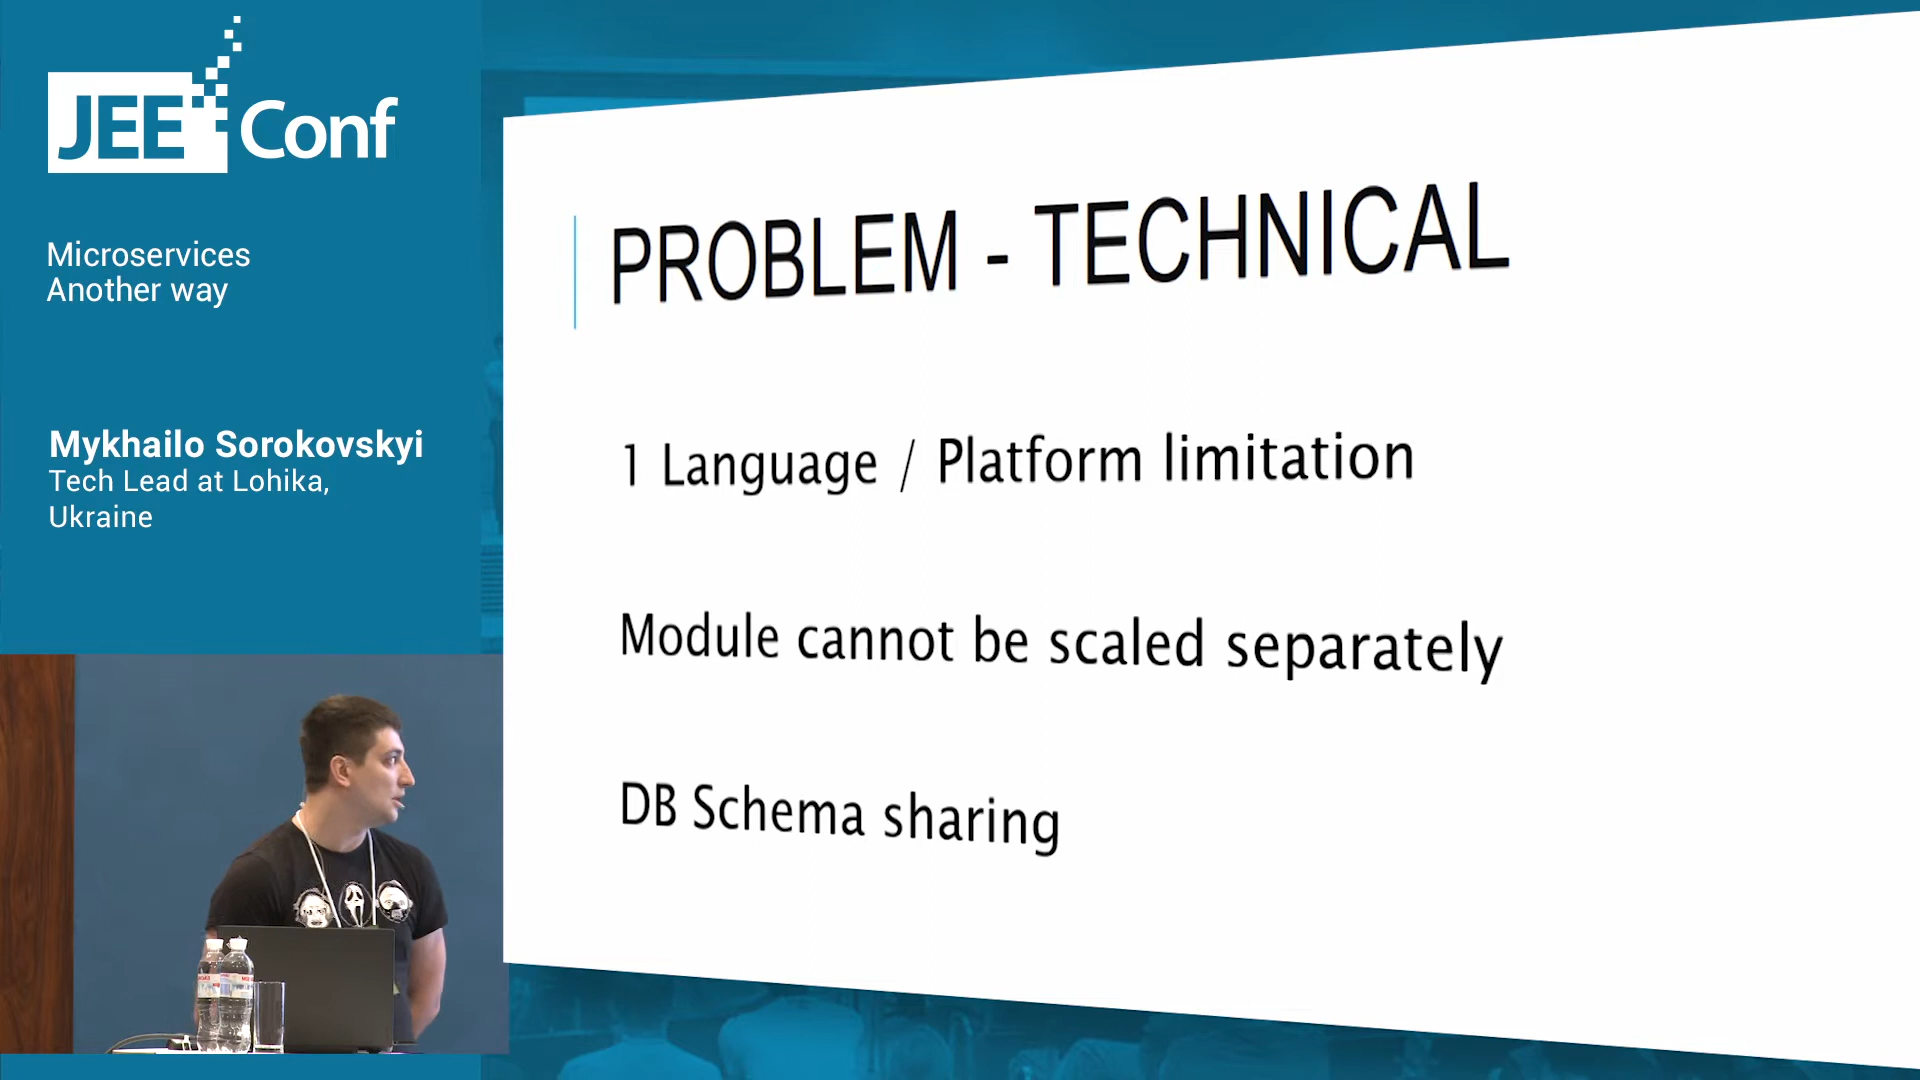 JEE Conf
Microservices
Another way
Mykhailo Sorokovskyi
Tech Lead at Lohika,
Ukraine
PROBLEM - TECHNICAL
1 Language / Platform limitation
Module cannot be scaled separately
DB Schema sharing